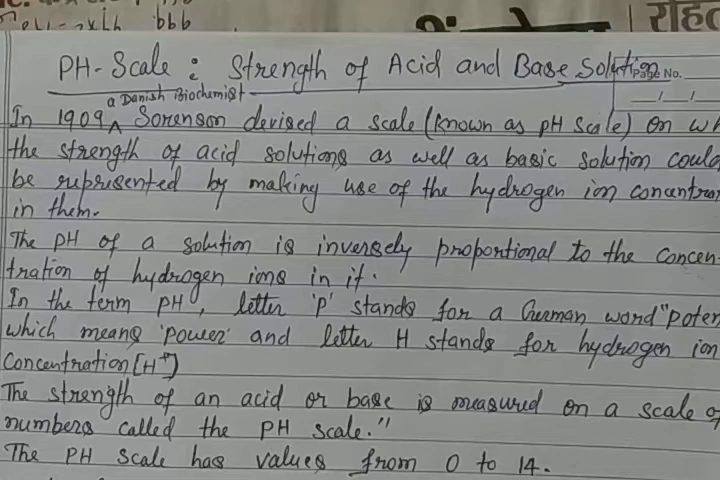 bbb
रोहित
PH-Scale: Strength of Acid and Base Solution
Page No.
a Danish Biochemist
In 1909 ^ Sorenson devised a scale (known as pH scale) on
the strength of acid solutions as well as basic solution could
be represented by making use of the hydrogen ion
in them.
The pH of a solution is inversely proportional to the concen-
tration of hydrogen ions in it.
In the term 'PH', letter 'p' stands for a German word "poten
which means 'power' and letter H stands for hydrogen ion
Concentration [H+]
The strength of an acid or base is measured on a scale of
numbers called the PH scale."
The PH Scale has values from 0 to 14.